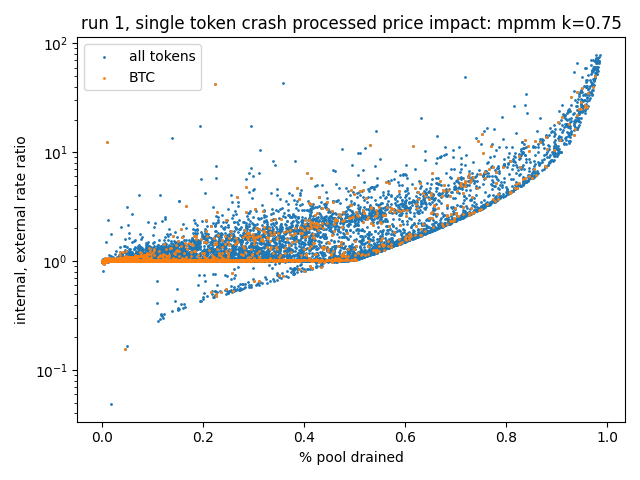 run 1, single token crash processed price impact: mpmm k=0.75
all tokens
BTC
internal, external rate ratio
10²
10¹
10⁰
10⁻¹
0.0 0.2 0.4 0.6 0.8 1.0
% pool drained